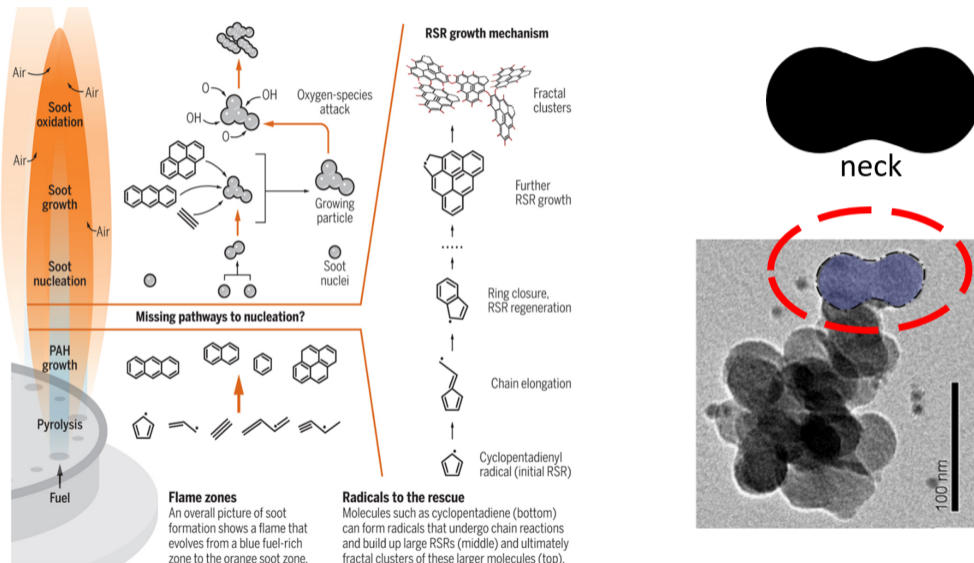 Air
Air
Soot
oxidation
Air
Soot
growth
Air
Soot
nucleation
PAH
growth
Pyrolysis
Fuel
O
OH
OH
O
Oxygen-species
attack
Growing
particle
Soot
nuclei
Missing pathways to nucleation?
Flame zones
An overall picture of soot
formation shows a flame that
evolves from a blue fuel-rich
zone to the orange soot zone.
RSR growth mechanism
Fractal
clusters
Further
RSR growth
Ring closure,
RSR regeneration
Chain elongation
Cyclopentadienyl
radical (initial RSR)
Radicals to the rescue
Molecules such as cyclopentadiene (bottom)
can form radicals that undergo chain reactions
and build up large RSRs (middle) and ultimately
fractal clusters of these larger molecules (top).
neck
100 nm